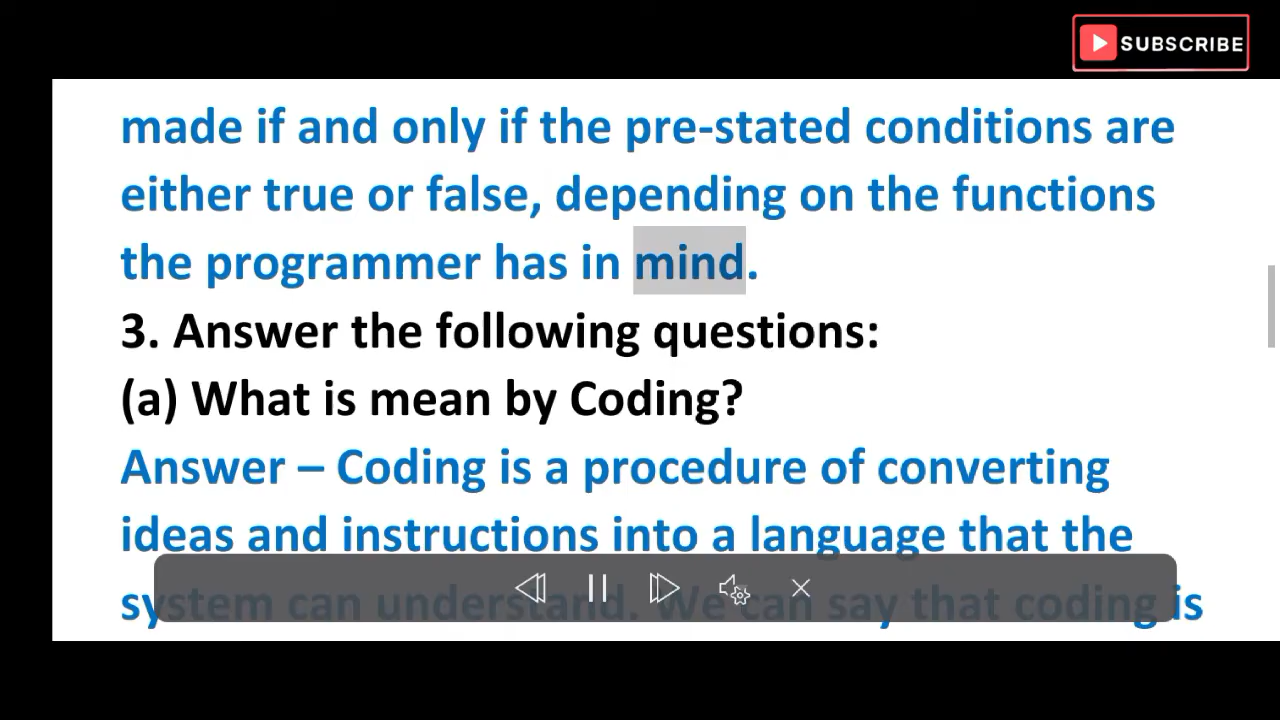 SUBSCRIBE
made if and only if the pre-stated conditions are
either true or false, depending on the functions
the programmer has in mind.
3. Answer the following questions:
(a) What is mean by Coding?
Answer – Coding is a procedure of converting
ideas and instructions into a language that the
system can understand. We can say that coding is